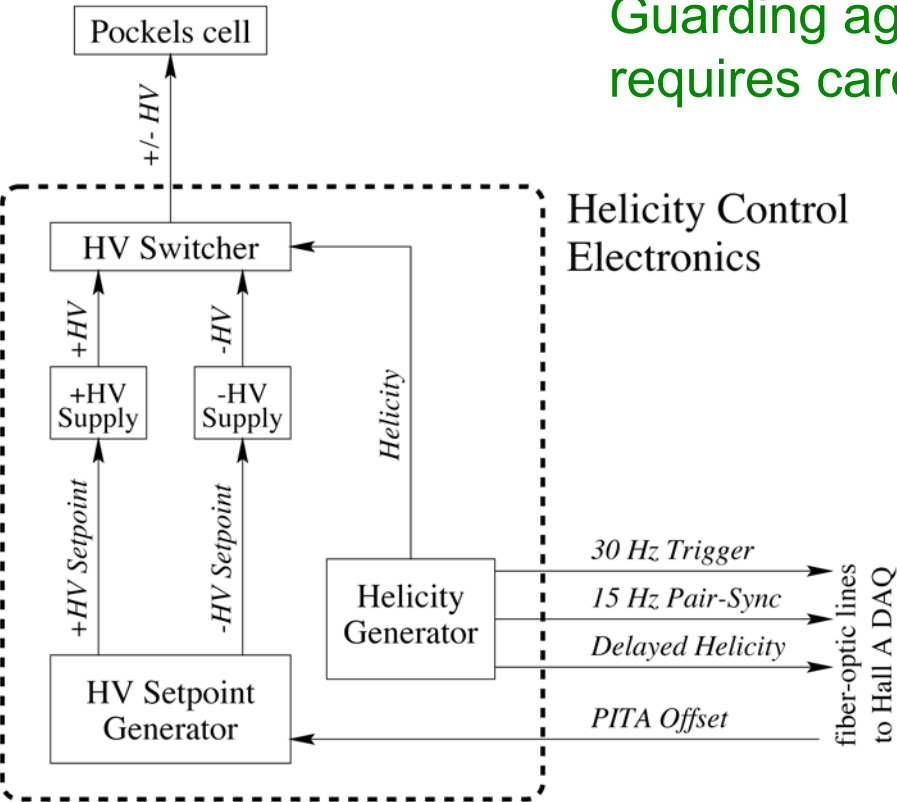 Guarding ag
requires car
Pockels cell
+/- HV
Helicity Control
Electronics
HV Switcher
+HV
-HV
Helicity
+HV
Supply
-HV
Supply
+HV Setpoint
-HV Setpoint
30 Hz Trigger
15 Hz Pair-Sync
Delayed Helicity
PITA Offset
Helicity
Generator
HV Setpoint
Generator
fiber-optic lines
to Hall A DAQ